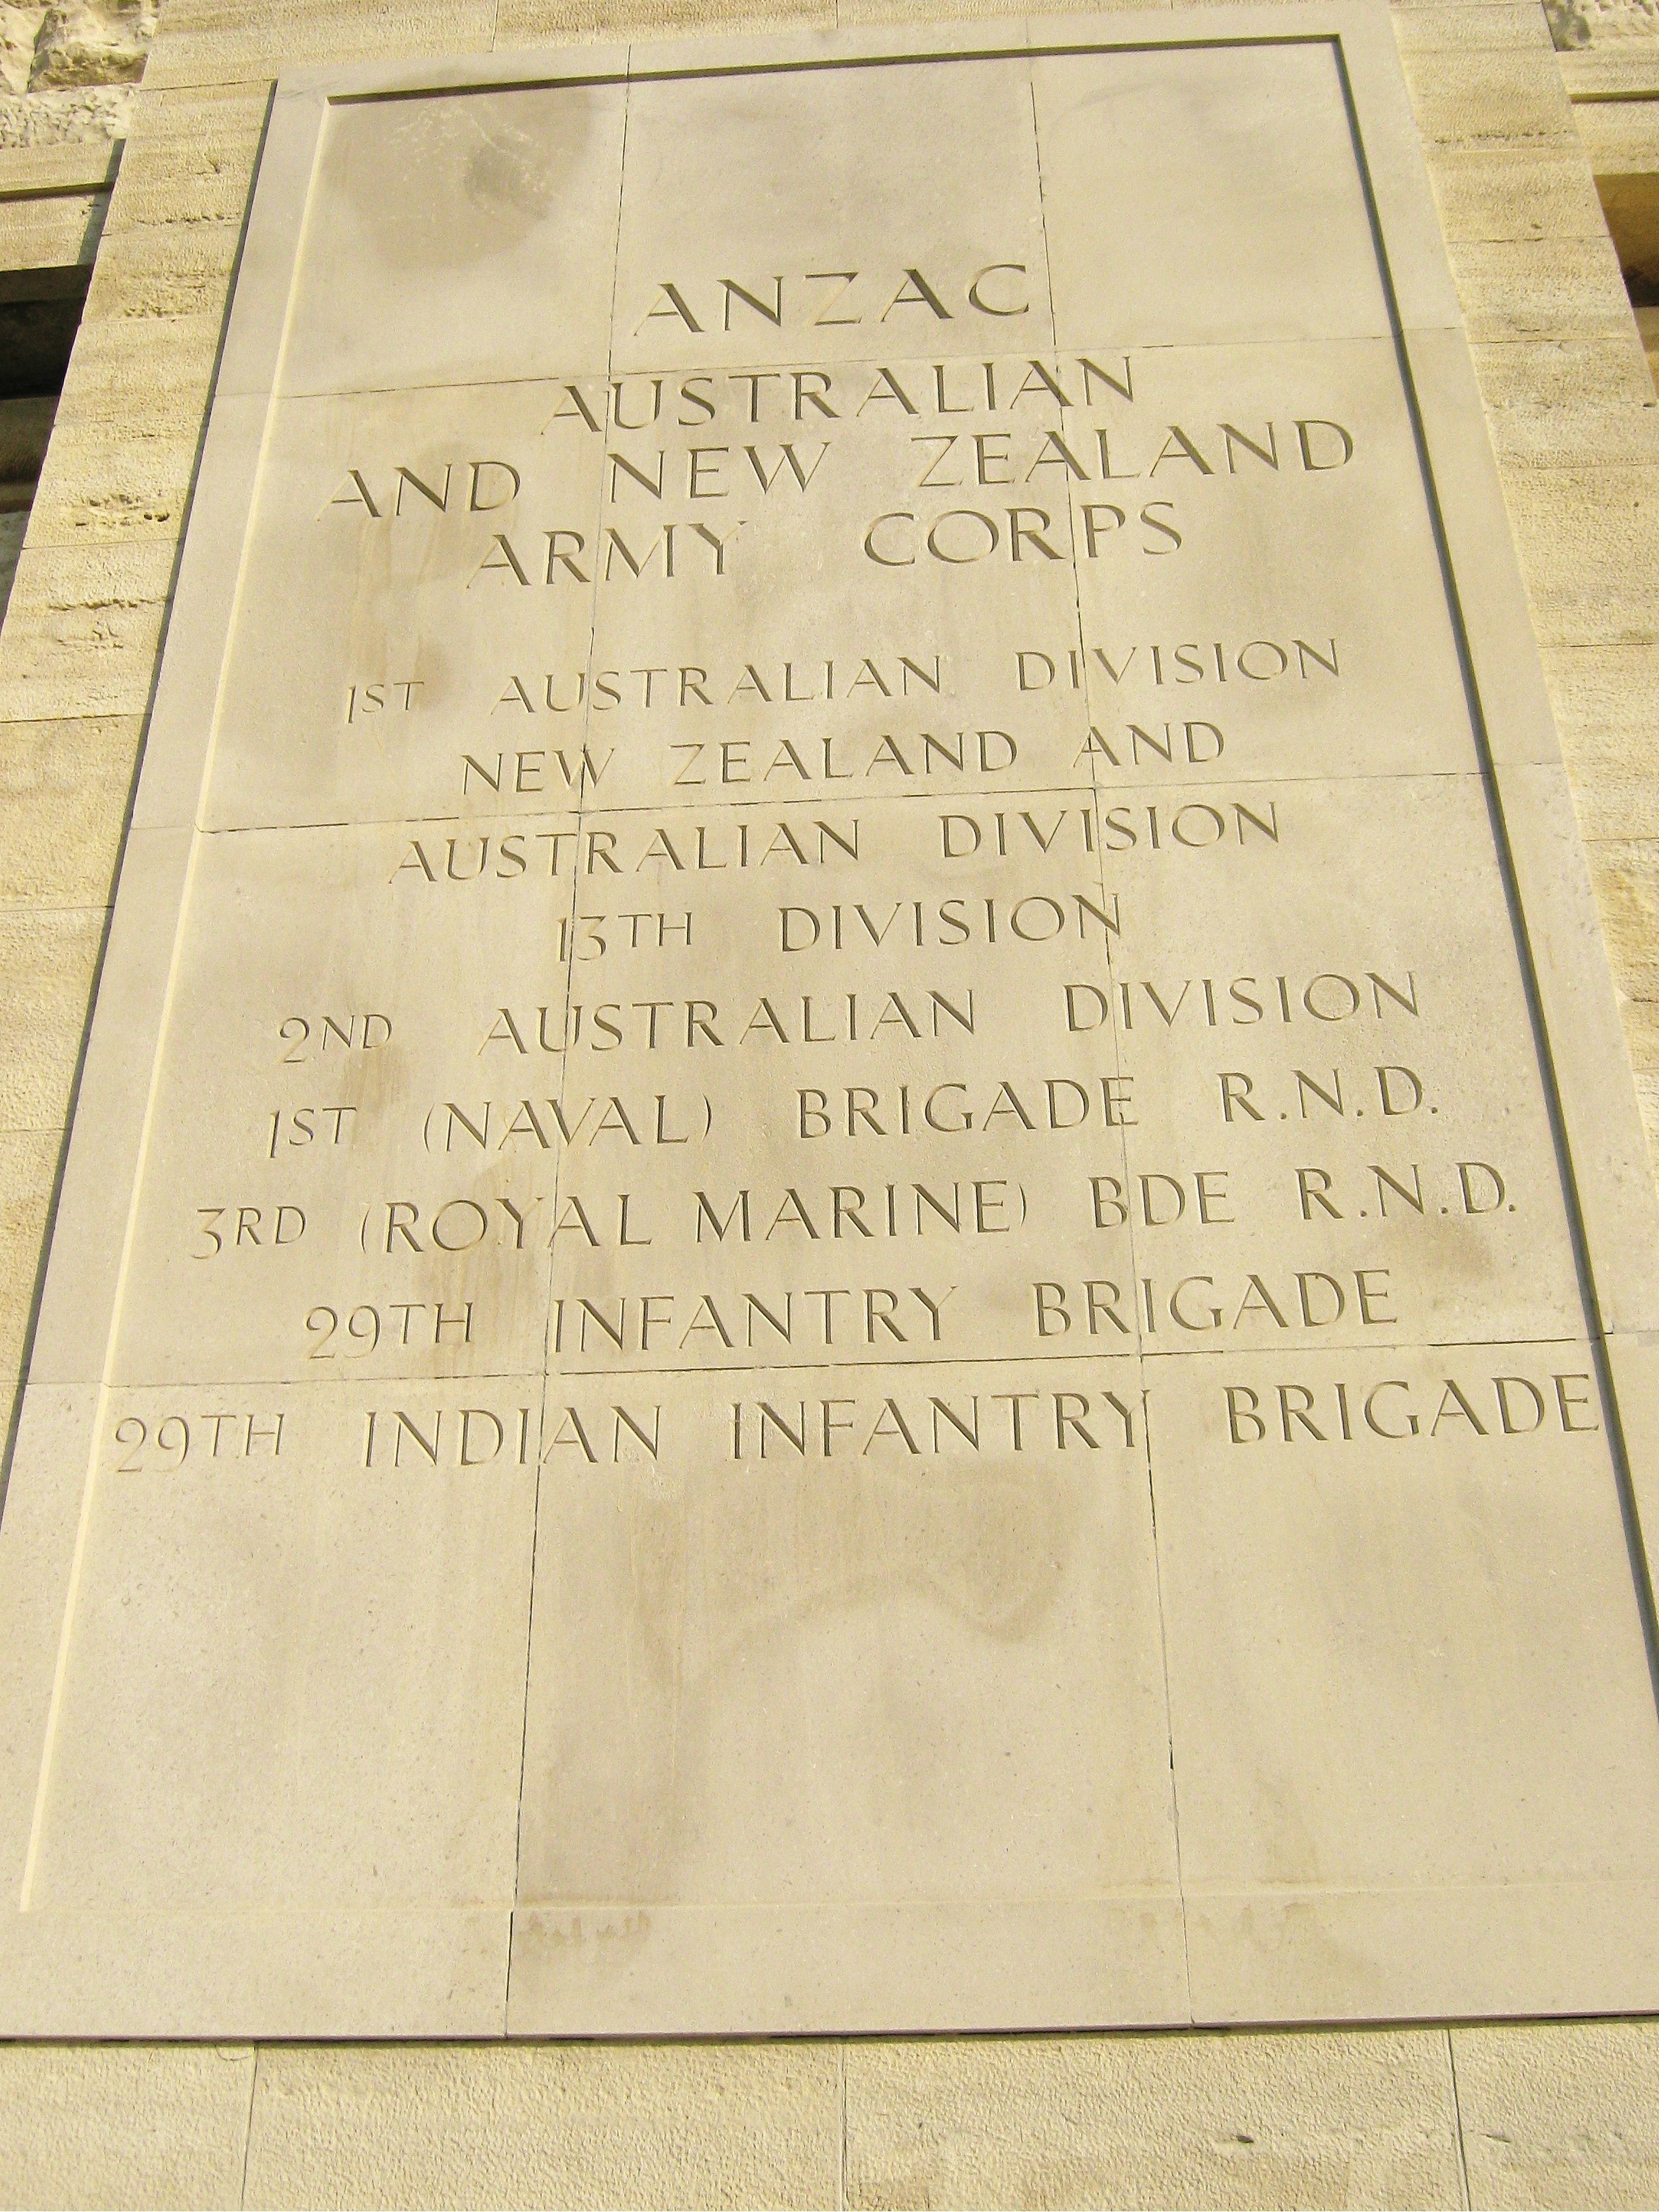 ANZAC
AUSTRALIAN
AND NEW ZEALAND
ARMY CORPS
1ST AUSTRALIAN DIVISION
NEW ZEALAND AND
AUSTRALIAN DIVISION
13TH DIVISION
2ND AUSTRALIAN DIVISION
1ST (NAVAL) BRIGADE R.N.D.
3RD (ROYAL MARINE) BDE R.N.D.
29TH INFANTRY BRIGADE
29TH INDIAN INFANTRY BRIGADE